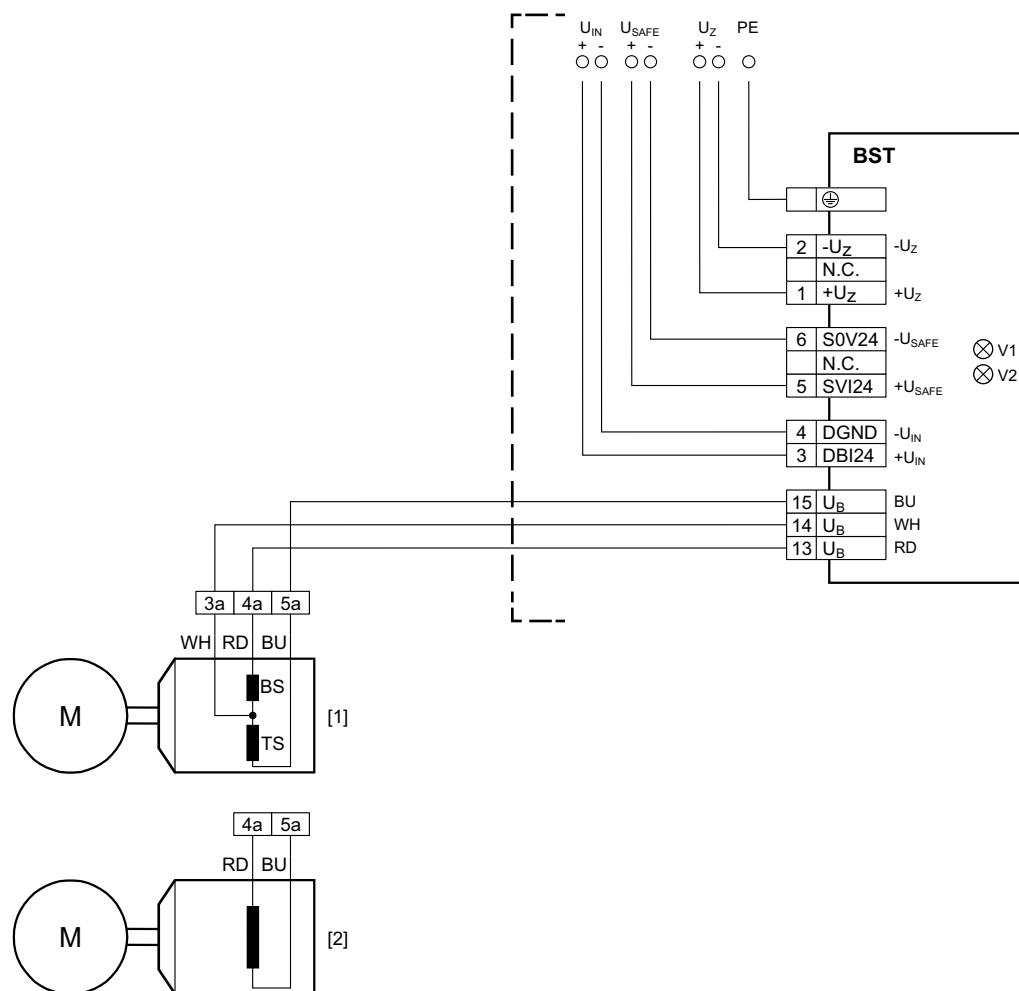 U_IN U_SAFE U_Z PE
+ - + - + -
BST
2 -U_Z -U_Z
N.C.
1 +U_Z +U_Z
6 S0V24 -U_SAFE
N.C.
5 SVI24 +U_SAFE
V1
V2
4 DGND -U_IN
3 DBI24 +U_IN
15 U_B BU
14 U_B WH
13 U_B RD
3a 4a 5a
WH RD BU
BS
M [1]
TS
4a 5a
RD BU
M [2]